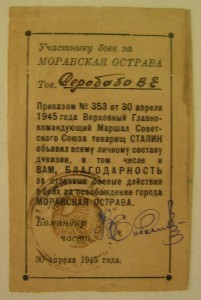 Участнику боев за
МОРАВСКАЯ ОСТРАВА
Тов. Серобаба В Е
Приказом № 353 от 30 апреля
1945 года Верховный Главно-
командующий Маршал Совет-
ского Союза товарищ СТАЛИН
объявил всему личному составу
дивизии, в том числе и
ВАМ, БЛАГОДАРНОСТЬ
за отличные боевые действия
в боях за освобождение города
МОРАВСКАЯ ОСТРАВА.
Командир
части
30 апреля 1945 года.